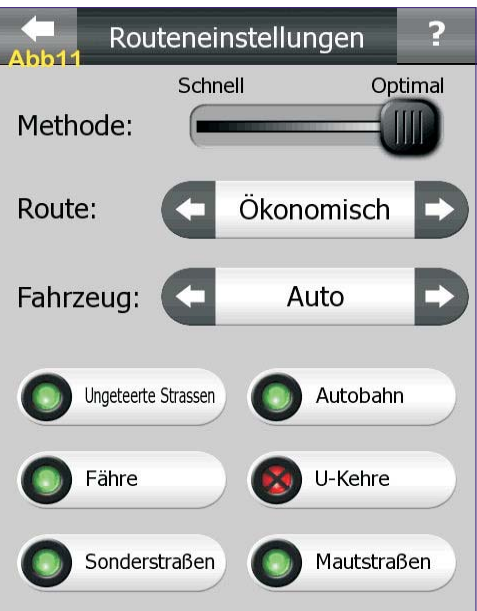 Routeneinstellungen
?
Abb11
Schnell Optimal
Methode:
Route: Ökonomisch
Fahrzeug: Auto
Ungeteerte Strassen Autobahn
Fähre U-Kehre
Sonderstraßen Mautstraßen